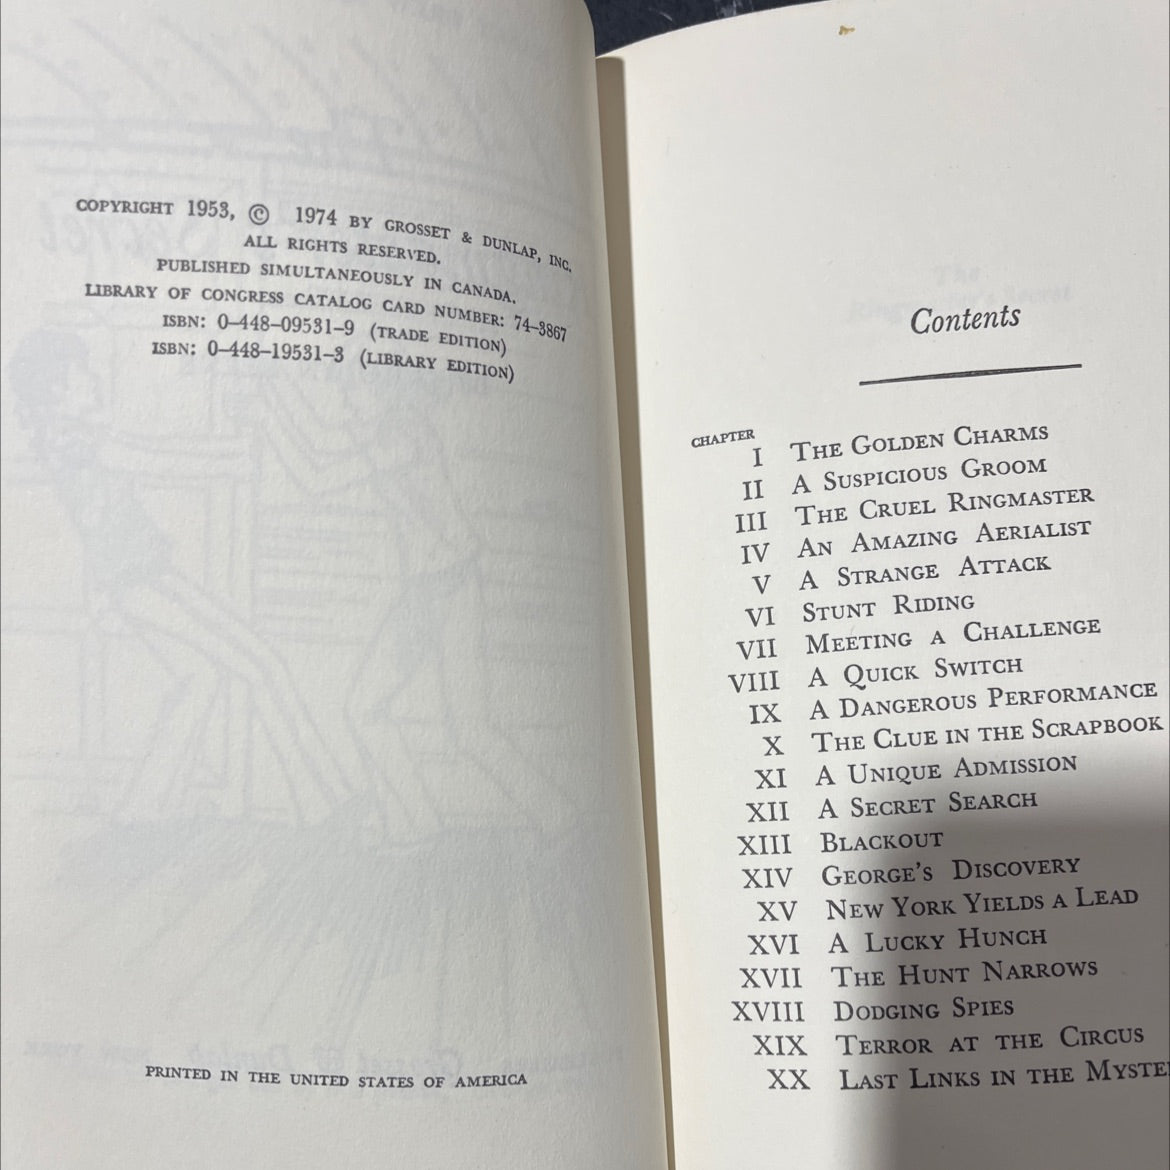 COPYRIGHT 1953, © 1974 BY GROSSET & DUNLAP, INC.
ALL RIGHTS RESERVED.
PUBLISHED SIMULTANEOUSLY IN CANADA.
LIBRARY OF CONGRESS CATALOG CARD NUMBER: 74-3867
ISBN: 0-448-09531-9 (TRADE EDITION)
ISBN: 0-448-19531-3 (LIBRARY EDITION)
PRINTED IN THE UNITED STATES OF AMERICA
Contents
CHAPTER
I THE GOLDEN CHARMS
II A SUSPICIOUS GROOM
III THE CRUEL RINGMASTER
IV AN AMAZING AERIALIST
V A STRANGE ATTACK
VI STUNT RIDING
VII MEETING A CHALLENGE
VIII A QUICK SWITCH
IX A DANGEROUS PERFORMANCE
X THE CLUE IN THE SCRAPBOOK
XI A UNIQUE ADMISSION
XII A SECRET SEARCH
XIII BLACKOUT
XIV GEORGE'S DISCOVERY
XV NEW YORK YIELDS A LEAD
XVI A LUCKY HUNCH
XVII THE HUNT NARROWS
XVIII DODGING SPIES
XIX TERROR AT THE CIRCUS
XX LAST LINKS IN THE MYSTE